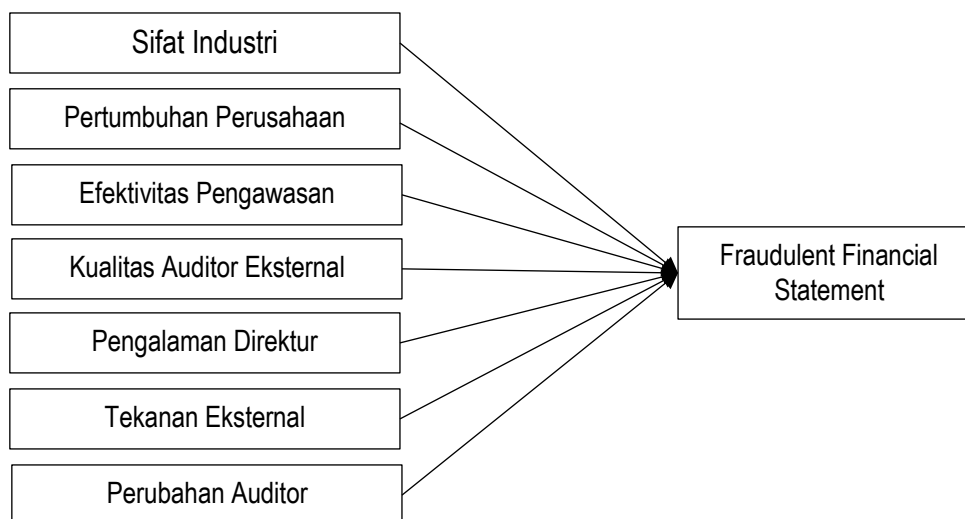 Sifat Industri
Pertumbuhan Perusahaan
Efektivitas Pengawasan
Kualitas Auditor Eksternal
Pengalaman Direktur
Tekanan Eksternal
Perubahan Auditor
Fraudulent Financial
Statement